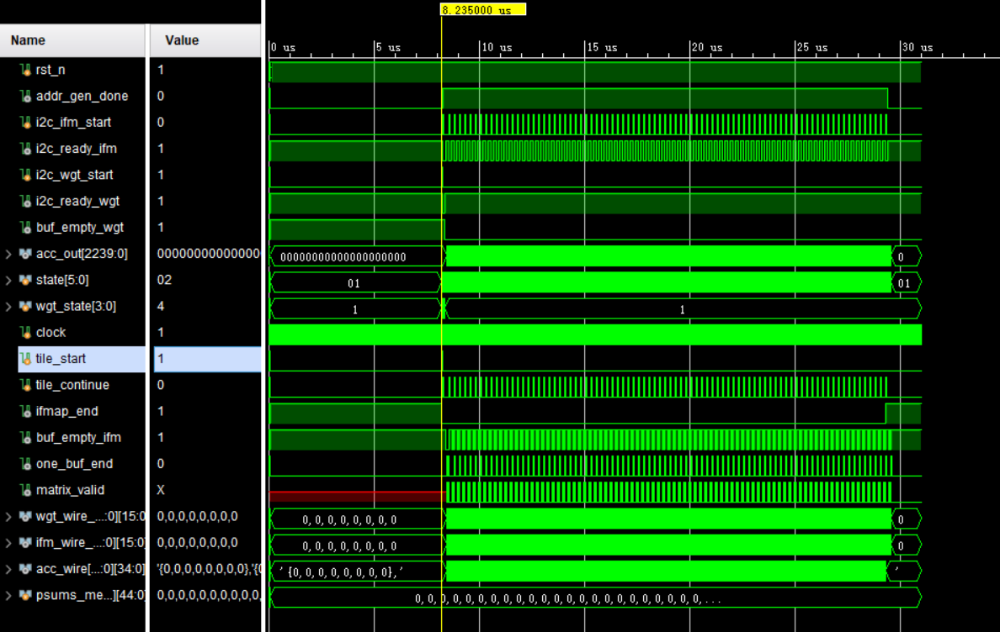 8.235000 us
Name Value
0 us 5 us 10 us 15 us 20 us 25 us 30 us
rst_n 1
addr_gen_done 0
i2c_ifm_start 0
i2c_ready_ifm 1
i2c_wgt_start 1
i2c_ready_wgt 1
buf_empty_wgt 1
acc_out[2239:0] 0000000000000000 00000000000000000000 0
state[5:0] 02 01 01
wgt_state[3:0] 4 1 1
clock 1
tile_start 1
tile_continue 0
ifmap_end 1
buf_empty_ifm 1
one_buf_end 0
matrix_valid X
wgt_wire_...:0][15:0 0,0,0,0,0,0,0,0 0,0,0,0,0,0,0,0 0
ifm_wire_...:0][15:0] 0,0,0,0,0,0,0,0 0,0,0,0,0,0,0,0 0
acc_wire[...:0][34:0] '{0,0,0,0,0,0,0,0},'{0 '{0,0,0,0,0,0,0,0},' '
psums_me...][44:0] 0,0,0,0,0,0,0,0,0,0, 0,0,0,0,0,0,0,0,0,0,0,0,0,0,0,0,0,0,0,0,0,0,0,...